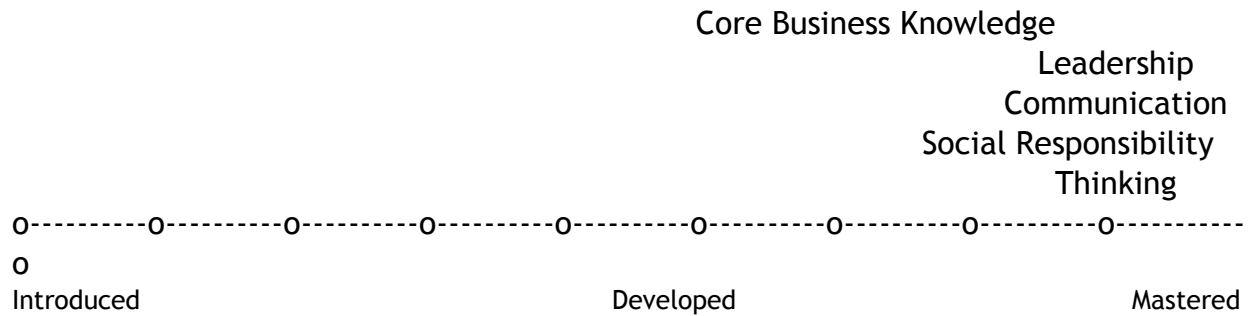 Core Business Knowledge
Leadership
Communication
Social Responsibility
Thinking
o----------o----------o----------o----------o----------o----------o----------o----------o-----------
o
Introduced Developed Mastered